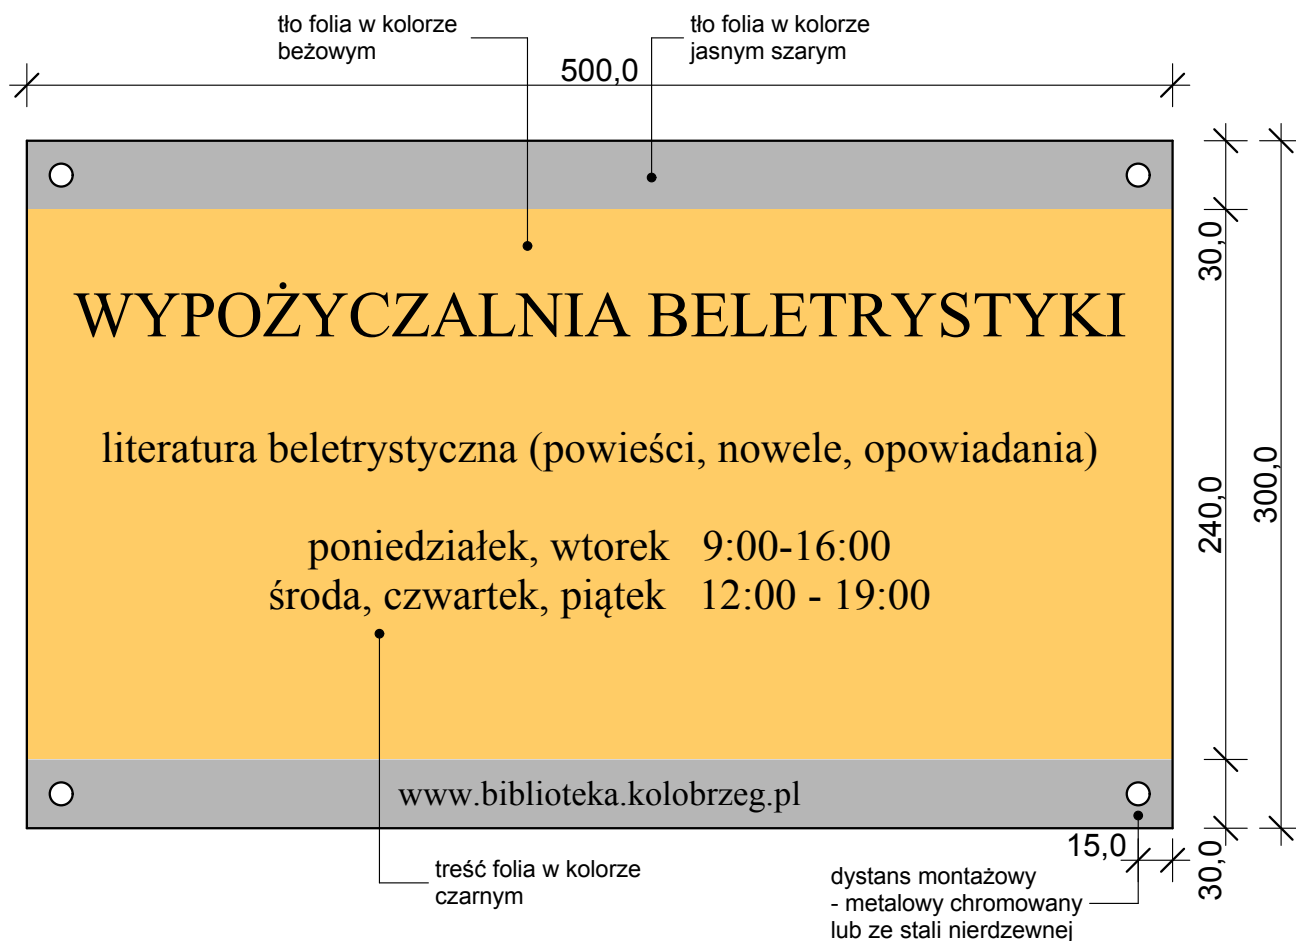 tło folia w kolorze
beżowym
tło folia w kolorze
jasnym szarym
500,0
30,0
WYPOŻYCZALNIA BELETRYSTYKI
literatura beletrystyczna (powieści, nowele, opowiadania)
240,0
300,0
poniedziałek, wtorek 9:00-16:00
środa, czwartek, piątek 12:00 - 19:00
www.biblioteka.kolobrzeg.pl
15,0
30,0
treść folia w kolorze
czarnym
dystans montażowy
- metalowy chromowany
lub ze stali nierdzewnej